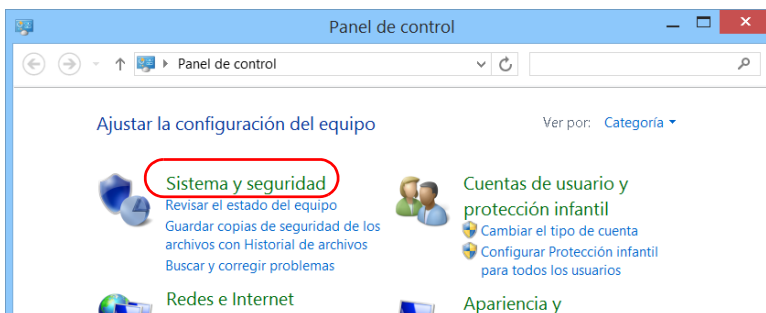 Panel de control
Panel de control
Ajustar la configuración del equipo
Ver por: Categoría
Sistema y seguridad
Revisar el estado del equipo
Guardar copias de seguridad de los
archivos con Historial de archivos
Buscar y corregir problemas
Redes e Internet
Cuentas de usuario y
protección infantil
Cambiar el tipo de cuenta
Configurar Protección infantil
para todos los usuarios
Apariencia y